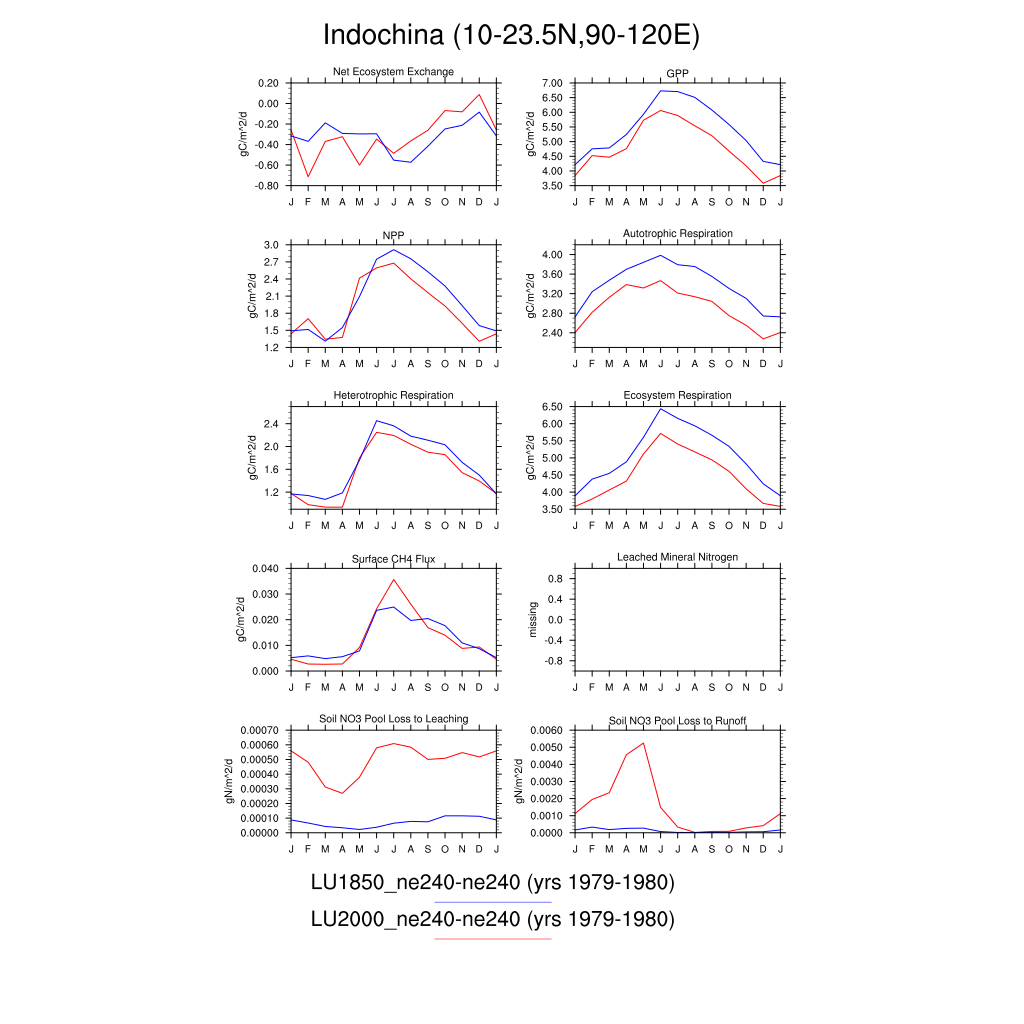 Indochina (10-23.5N,90-120E)
Net Ecosystem Exchange
gC/m^2/d
0.20
0.00
-0.20
-0.40
-0.60
-0.80
J F M A M J J A S O N D J
GPP
gC/m^2/d
7.00
6.50
6.00
5.50
5.00
4.50
4.00
3.50
J F M A M J J A S O N D J
NPP
gC/m^2/d
3.0
2.7
2.4
2.1
1.8
1.5
1.2
J F M A M J J A S O N D J
Autotrophic Respiration
gC/m^2/d
4.00
3.60
3.20
2.80
2.40
J F M A M J J A S O N D J
Heterotrophic Respiration
gC/m^2/d
2.4
2.0
1.6
1.2
J F M A M J J A S O N D J
Ecosystem Respiration
gC/m^2/d
6.50
6.00
5.50
5.00
4.50
4.00
3.50
J F M A M J J A S O N D J
Surface CH4 Flux
gC/m^2/d
0.040
0.030
0.020
0.010
0.000
J F M A M J J A S O N D J
Leached Mineral Nitrogen
missing
0.8
0.4
0.0
-0.4
-0.8
J F M A M J J A S O N D J
Soil NO3 Pool Loss to Leaching
gN/m^2/d
0.00070
0.00060
0.00050
0.00040
0.00030
0.00020
0.00010
0.00000
J F M A M J J A S O N D J
Soil NO3 Pool Loss to Runoff
gN/m^2/d
0.0060
0.0050
0.0040
0.0030
0.0020
0.0010
0.0000
J F M A M J J A S O N D J
LU1850_ne240-ne240 (yrs 1979-1980)
LU2000_ne240-ne240 (yrs 1979-1980)